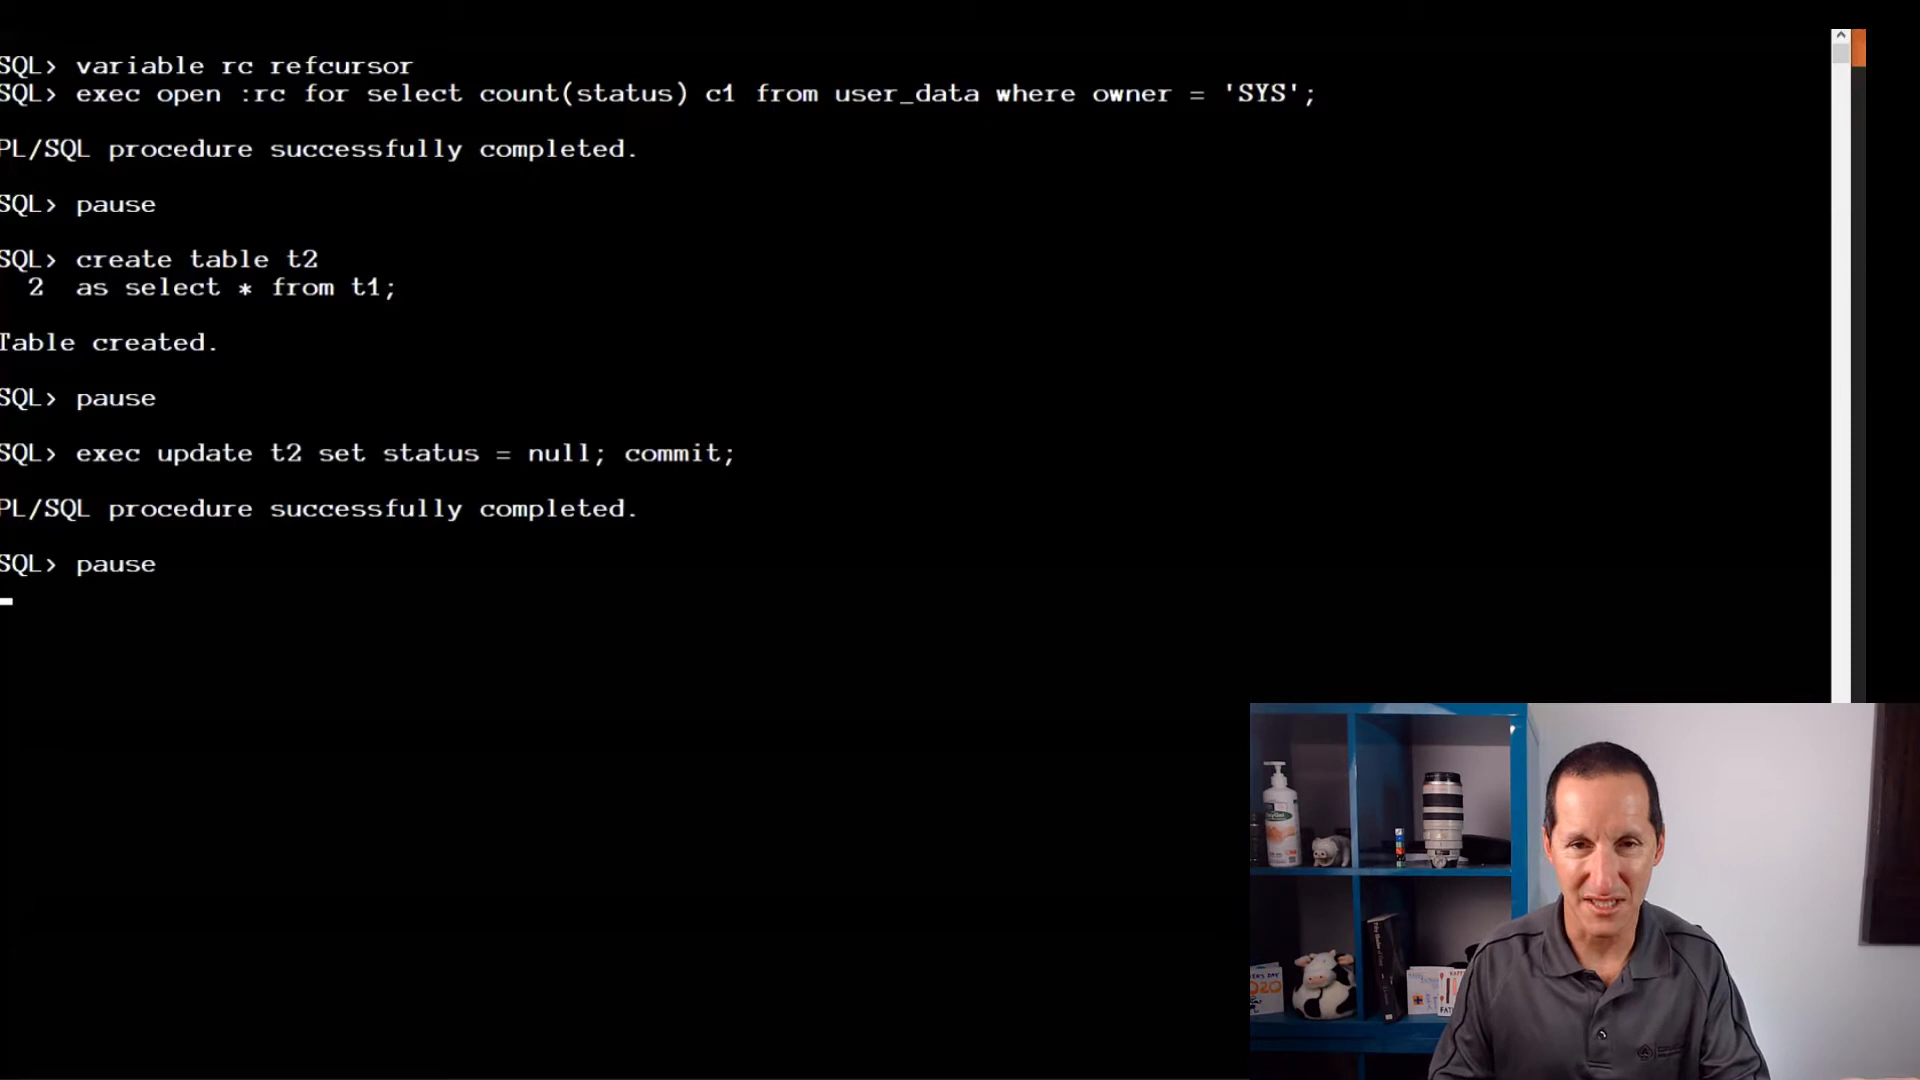 SQL> variable rc refcursor
SQL> exec open :rc for select count(status) c1 from user_data where owner = 'SYS';
PL/SQL procedure successfully completed.
SQL> pause
SQL> create table t2
2 as select * from t1;
Table created.
SQL> pause
SQL> exec update t2 set status = null; commit;
PL/SQL procedure successfully completed.
SQL> pause